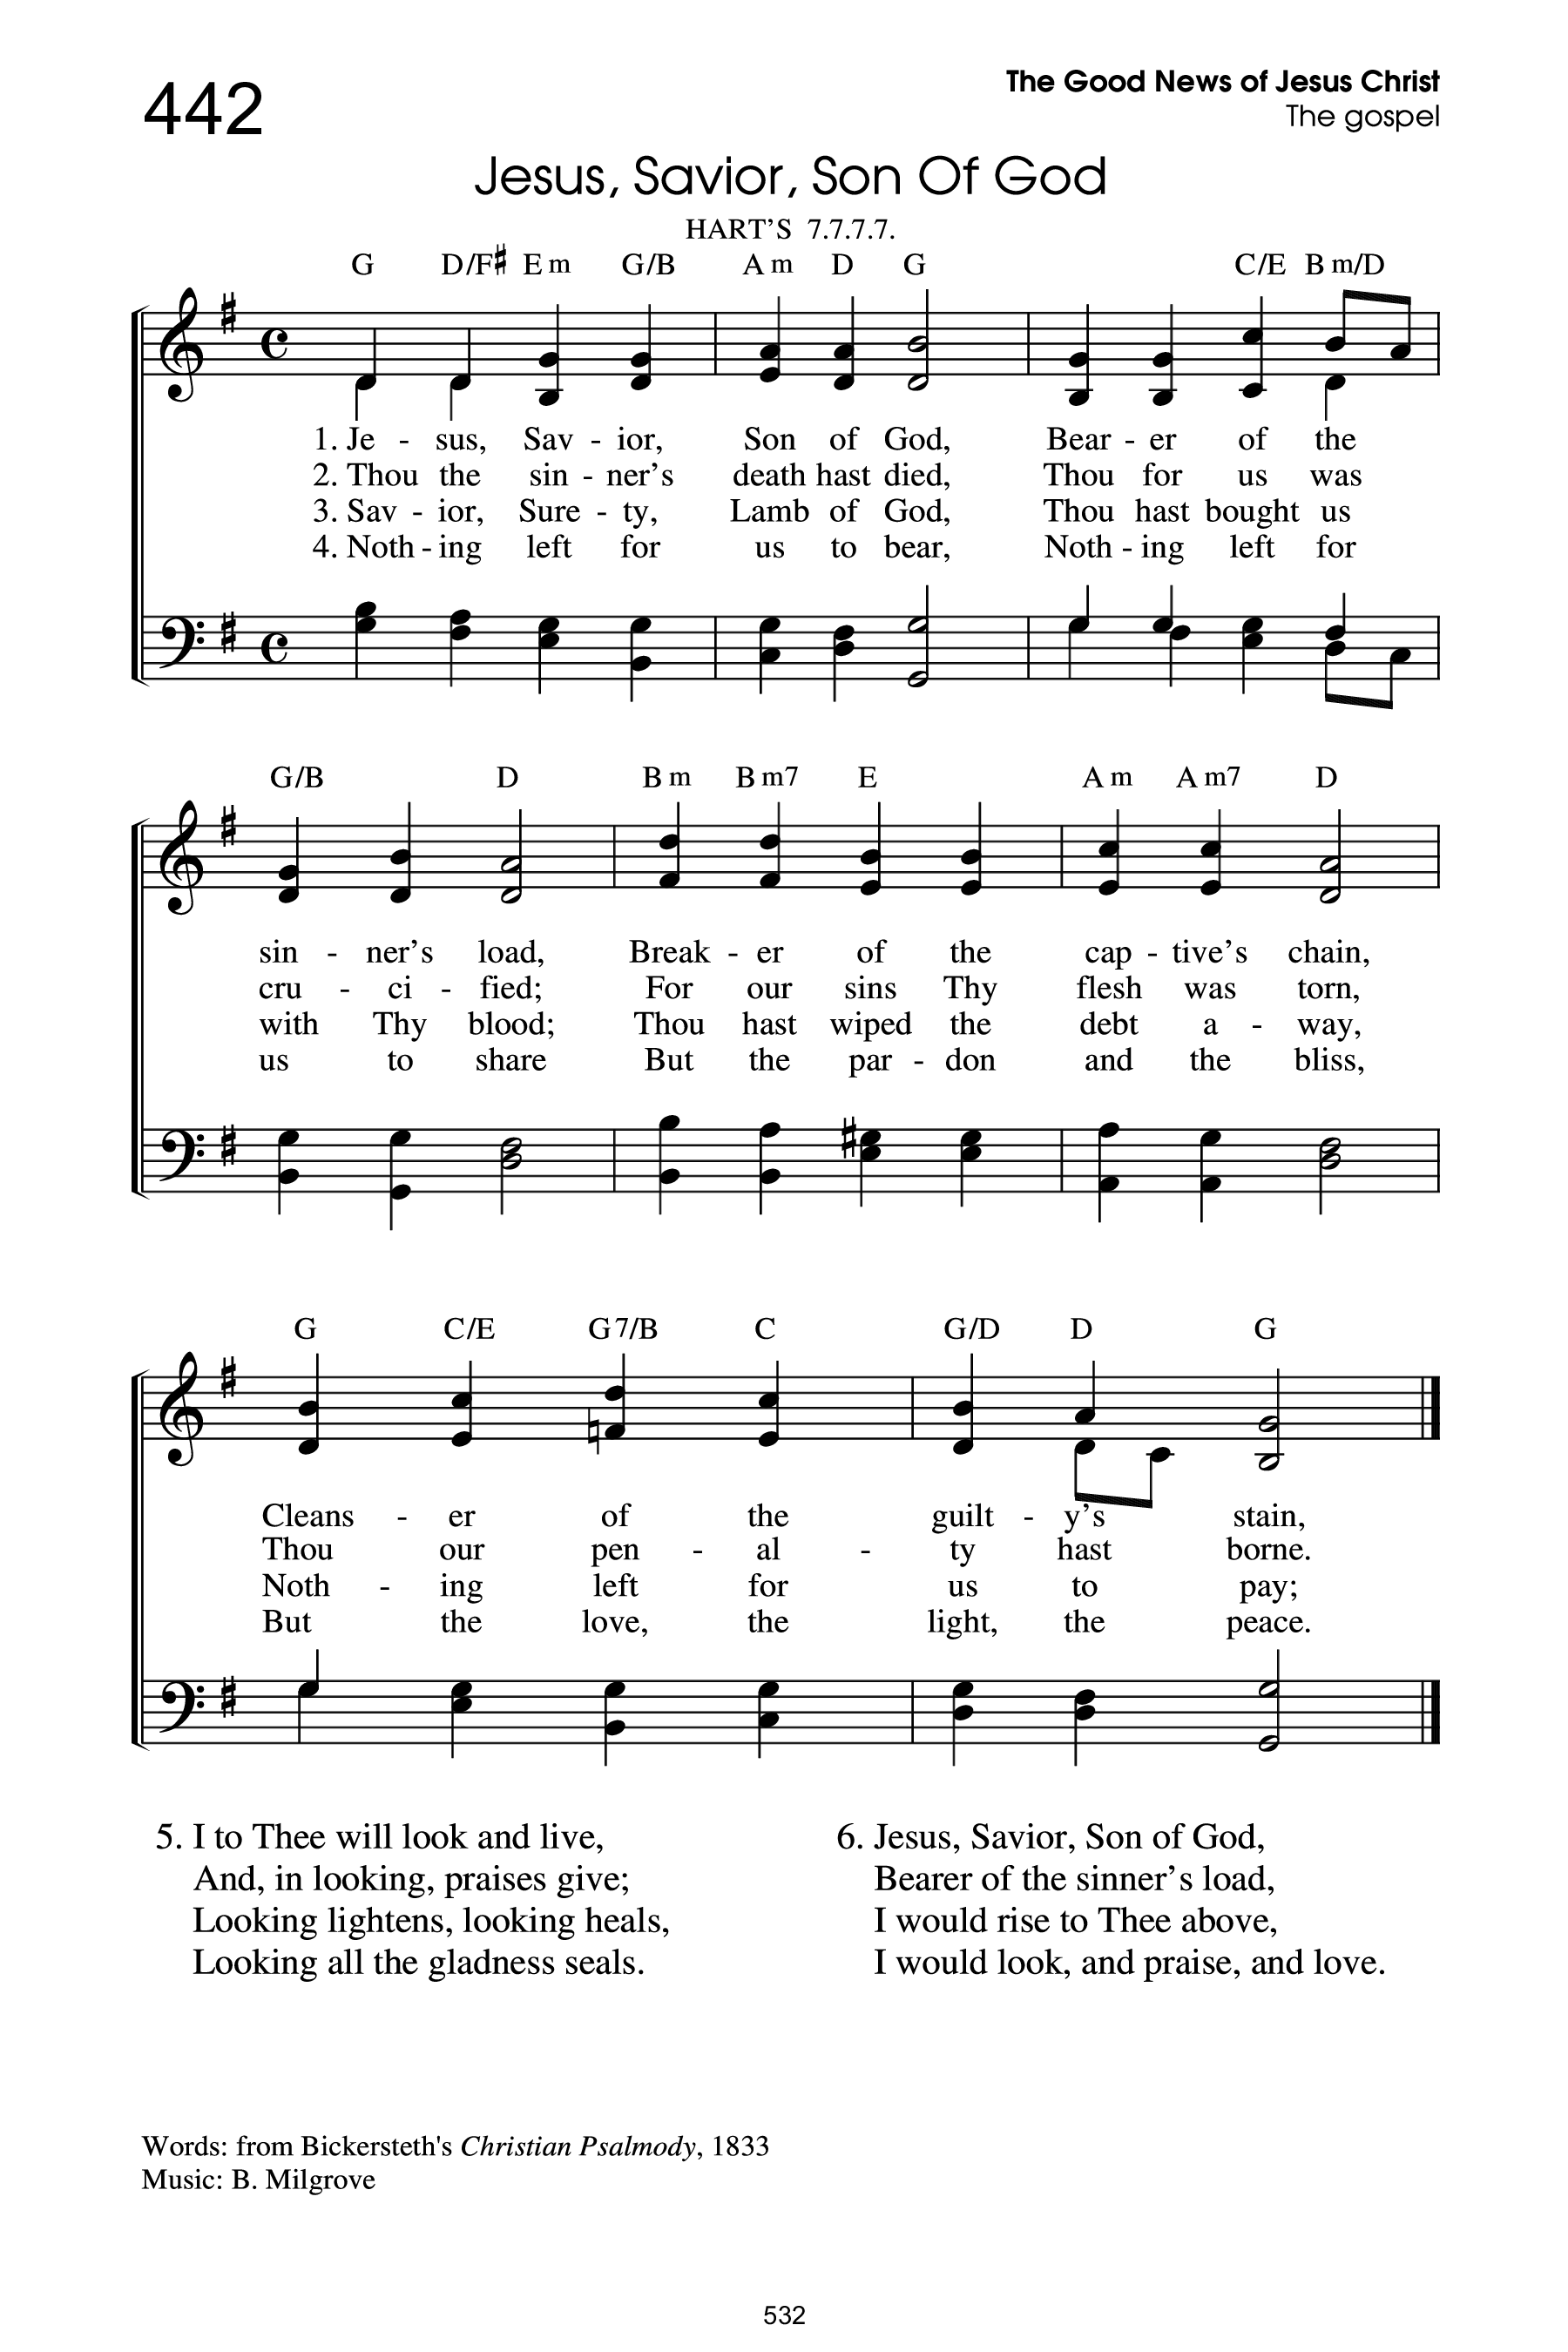 442
The Good News of Jesus Christ
The gospel
Jesus, Savior, Son Of God
HART'S 7.7.7.7.
G D/F♯ Em G/B Am D G C/E Bm/D
1. Je - sus, Sav - ior, Son of God, Bear - er of the
2. Thou the sin - ner's death hast died, Thou for us was
3. Sav - ior, Sure - ty, Lamb of God, Thou hast bought us
4. Noth - ing left for us to bear, Noth - ing left for
G/B D Bm Bm7 E Am Am7 D
sin - ner's load, Break - er of the cap - tive's chain,
cru - ci - fied; For our sins Thy flesh was torn,
with Thy blood; Thou hast wiped the debt a - way,
us to share But the par - don and the bliss,
G C/E G7/B C G/D D G
Cleans - er of the guilt - y's stain,
Thou our pen - al - ty hast borne.
Noth - ing left for us to pay;
But the love, the light, the peace.
5. I to Thee will look and live,
And, in looking, praises give;
Looking lightens, looking heals,
Looking all the gladness seals.
6. Jesus, Savior, Son of God,
Bearer of the sinner's load,
I would rise to Thee above,
I would look, and praise, and love.
Words: from Bickersteth's Christian Psalmody, 1833
Music: B. Milgrove
532